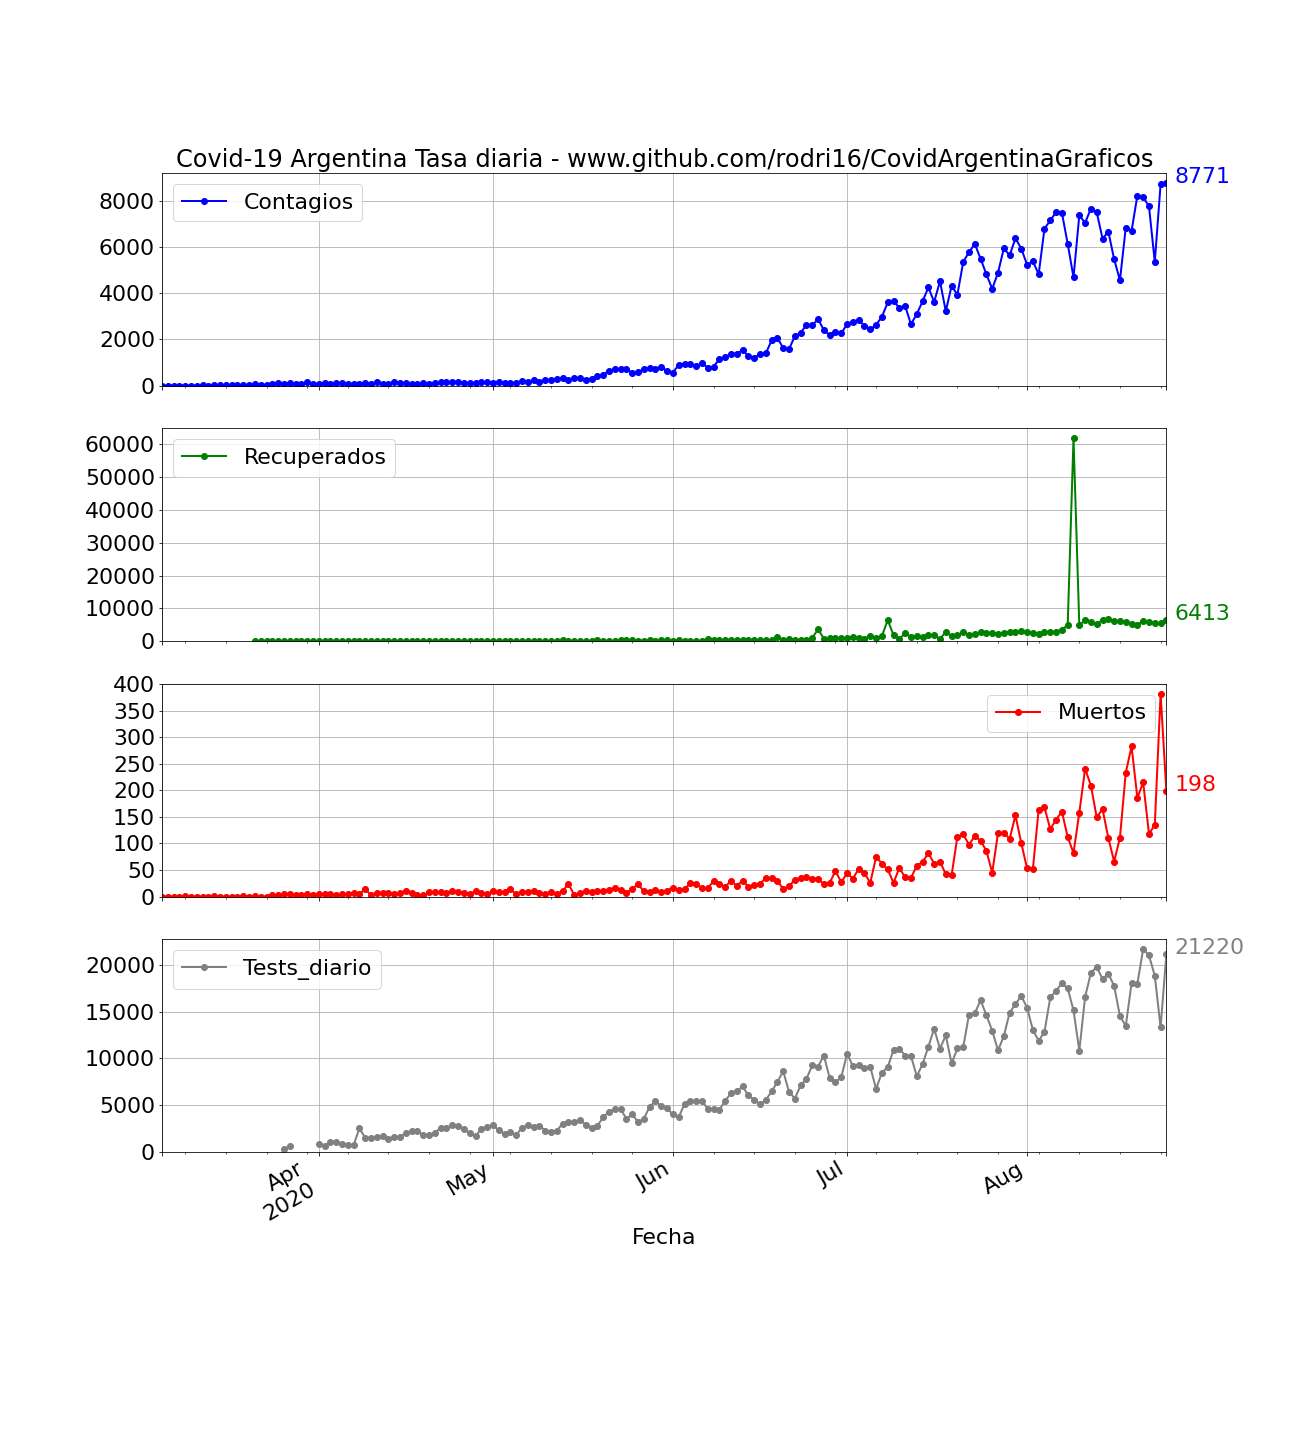 Covid-19 Argentina Tasa diaria - www.github.com/rodri16/CovidArgentinaGraficos
8771
Contagios
8000
6000
4000
2000
0
Recuperados
60000
50000
40000
30000
20000
10000
0
6413
400
350
300
250
200
150
100
50
0
Muertos
198
21220
Tests_diario
20000
15000
10000
5000
0
Apr
2020
May
Jun
Jul
Aug
Fecha